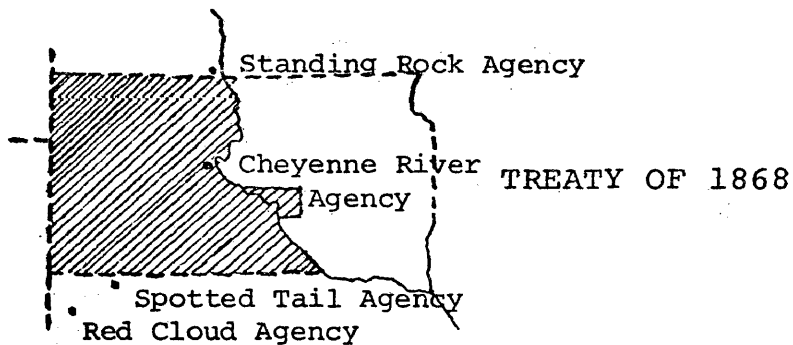 Standing Rock Agency
Cheyenne River
Agency
TREATY OF 1868
Spotted Tail Agency
Red Cloud Agency